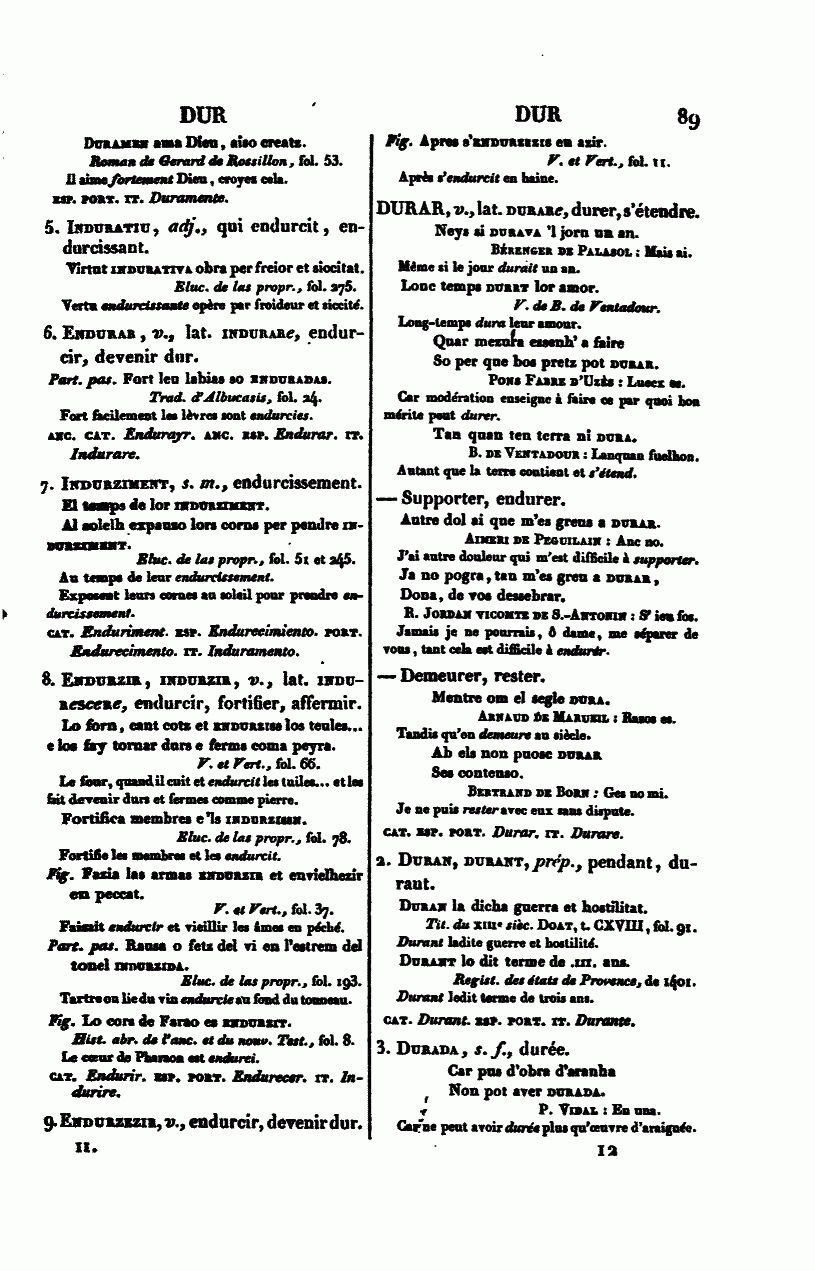 DUR
DURAMEN ama Dieu, aiso creatz.
Roman de Gerard de Rossillon, fol. 53.
Il aime fortement Dieu, croyez cela.
ESP. PORT. IT. Duramente.
5. INDURATIU, adj., qui endurcit, en-
durcissant.
Virtut INDURATIVA obra per freior et siccitat.
Eluc. de las propr., fol. 275.
Vertu endurcissante opère par froideur et siccité.
6. ENDURAR, v., lat. INDURARe, endur-
cir, devenir dur.
Part. pas. Fort leu labias so ENDURADAS.
Trad. d'Albucasis, fol. 24.
Fort facilement les lèvres sont endurcies.
ANC. CAT. Endurayr. ANC. ESP. Endurar. IT.
Indurare.
7. INDURZIMENT, s. m., endurcissement.
El temps de lor INDURZIMENT.
Al solelh expauzo lors corns per pendre IN-
DURZIMENT.
Eluc. de las propr., fol. 51 et 245.
Au temps de leur endurcissement.
Exposent leurs cornes au soleil pour prendre en-
durcissement.
CAT. Enduriment. ESP. Endurecimiento. PORT.
Endurecimento. IT. Induramento.
8. ENDURZIR, INDURZIR, v., lat. INDU-
RESCERE, endurcir, fortifier, affermir.
Lo forn, cant cotz et ENDURZISS los teules...
e los fay tornar durs e ferms coma peyra.
V. et Vert., fol. 66.
Le four, quand il cuit et endurcit les tuiles... et les
fait devenir durs et fermes comme pierre.
Fortifica membres e'ls INDURZISSH.
Eluc. de las propr., fol. 78.
Fortifie les membres et les endurcit.
Fig. Fazia las armas ENDURZIR et envielhezir
en peccat.
V. et Vert., fol. 37.
Faisait endurcir et vieillir les âmes en péché.
Part. pas. Rausa o fetz del vi en l'estrem del
tonel INDURZIDA.
Eluc. de las propr., fol. 193.
Tartre ou lie du vin endurcie au fond du tonneau.
Fig. Lo cors de Farao es ENDURZIT.
Hist. abr. de l'anc. et du nouv. Test., fol. 8.
Le cœur de Pharaon est endurci.
CAT. Endurir. ESP. PORT. Endurecer. IT. In-
durire.
9. ENDURZEZIR, v., endurcir, devenir dur.
II.
DUR
89
Fig. Apres s'ENDURZEZIS en azir.
V. et Vert., fol. 11.
Après s'endurcit en haine.
DURAR, v., lat. DURARe, durer, s'étendre.
Neys si DURAVA 'l jorn un an.
BÉRENGER DE PALASOL : Mais ai.
Même si le jour durait un an.
Lonc temps DURET lor amor.
V. de B. de Ventadour.
Long-temps dura leur amour.
Quar mezura essenh' a faire
So per que bos pretz pot DURAR.
PONS FABRE D'UZÈS : Luecx es.
Car modération enseigne à faire ce par quoi bon
mérite peut durer.
Tan quan ten terra ni DURA.
B. DE VENTADOUR : Lanquan fuelhon.
Autant que la terre contient et s'étend.
— Supporter, endurer.
Autre dol ai que m'es greus a DURAR.
AIMERI DE PEGUILAIN : Anc no.
J'ai autre douleur qui m'est difficile à supporter.
Ja no pogra, tan m'es greu a DURAR,
Dona, de vos dessebrar.
R. JORDAN VICOMTE DE S.-ANTONIN : S' ieu fos.
Jamais je ne pourrais, ô dame, me séparer de
vous, tant cela est difficile à endurer.
— Demeurer, rester.
Mentre om el segle DURA.
ARNAUD DE MARUEIL : Rasos es.
Tandis qu'on demeure au siècle.
Ab els non puosc DURAR
Ses contenso.
BERTRAND DE BORN : Ges no mi.
Je ne puis rester avec eux sans dispute.
CAT. ESP. PORT. Durar. IT. Durare.
2. DURAN, DURANT, prép., pendant, du-
rant.
DURAN la dicha guerra et hostilitat.
Tit. du XIIIe sièc. DOAT, t. CXVIII, fol. 91.
Durant ladite guerre et hostilité.
DURANT lo dit terme de .III. ans.
Regist. des états de Provence, de 1401.
Durant ledit terme de trois ans.
CAT. Durant. ESP. PORT. IT. Durante.
3. DURADA, s. f., durée.
Car pus d'obra d'aranha
Non pot aver DURADA.
P. VIDAL : En una.
Car ne peut avoir durée plus qu'œuvre d'araignée.
12